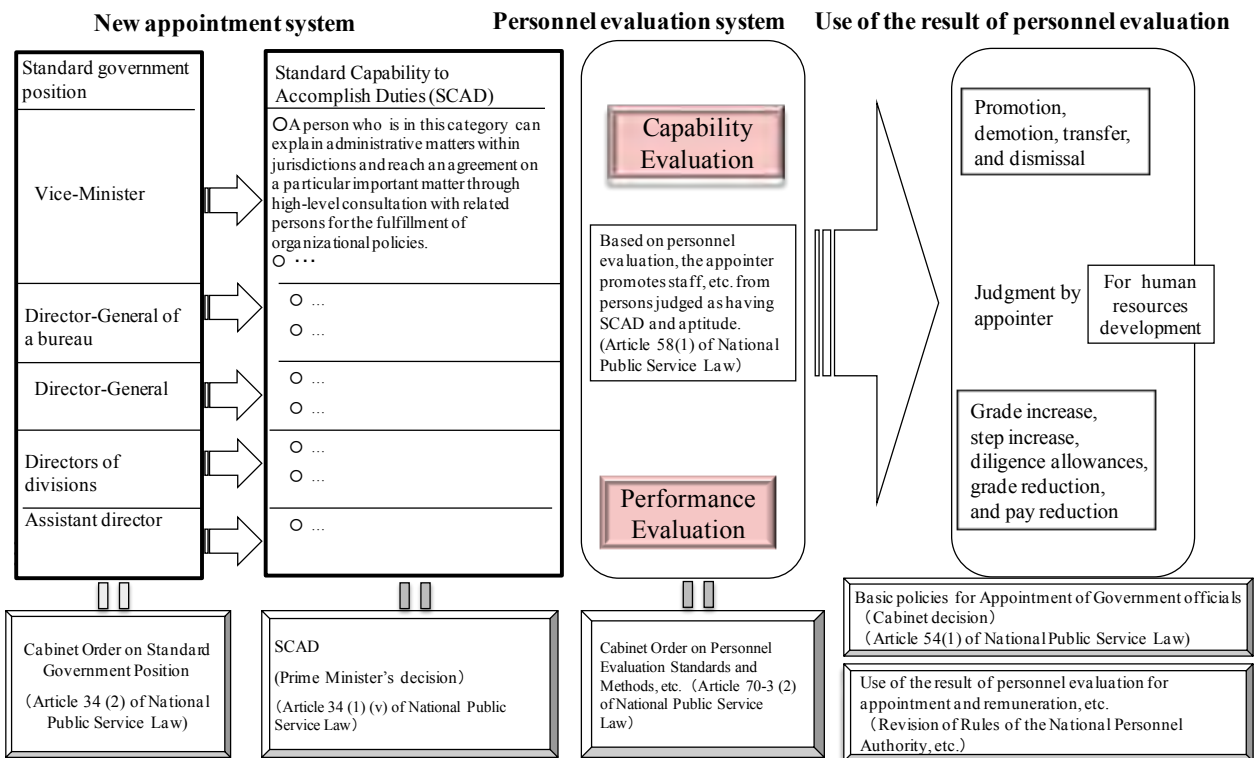 New appointment system
Personnel evaluation system
Use of the result of personnel evaluation
Standard government
position
Vice-Minister
Director-General of
a bureau
Director-General
Directors of
divisions
Assistant director
Standard Capability to
Accomplish Duties (SCAD)
○A person who is in this category can
explain administrative matters within
jurisdictions and reach an agreement on
a particular important matter through
high-level consultation with related
persons for the fulfillment of
organizational policies.
○ ・・・
○ …
○ …
○ …
○ …
○ …
○ …
○ …
Capability
Evaluation
Based on personnel
evaluation, the appointer
promotes staff, etc. from
persons judged as having
SCAD and aptitude.
(Article 58(1) of National
Public Service Law）
Performance
Evaluation
Promotion,
demotion, transfer,
and dismissal
Judgment by
appointer
For human
resources
development
Grade increase,
step increase,
diligence allowances,
grade reduction,
and pay reduction
Cabinet Order on Standard
Government Position
（Article 34 (2) of National
Public Service Law)
SCAD
(Prime Minister's decision）
（Article 34 (1) (v) of National Public
Service Law）
Cabinet Order on Personnel
Evaluation Standards and
Methods, etc.（Article 70-3 (2)
of National Public Service
Law）
Basic policies for Appointment of Government officials
（Cabinet decision）
（Article 54(1) of National Public Service Law）
Use of the result of personnel evaluation for
appointment and remuneration, etc.
（Revision of Rules of the National Personnel
Authority, etc.）